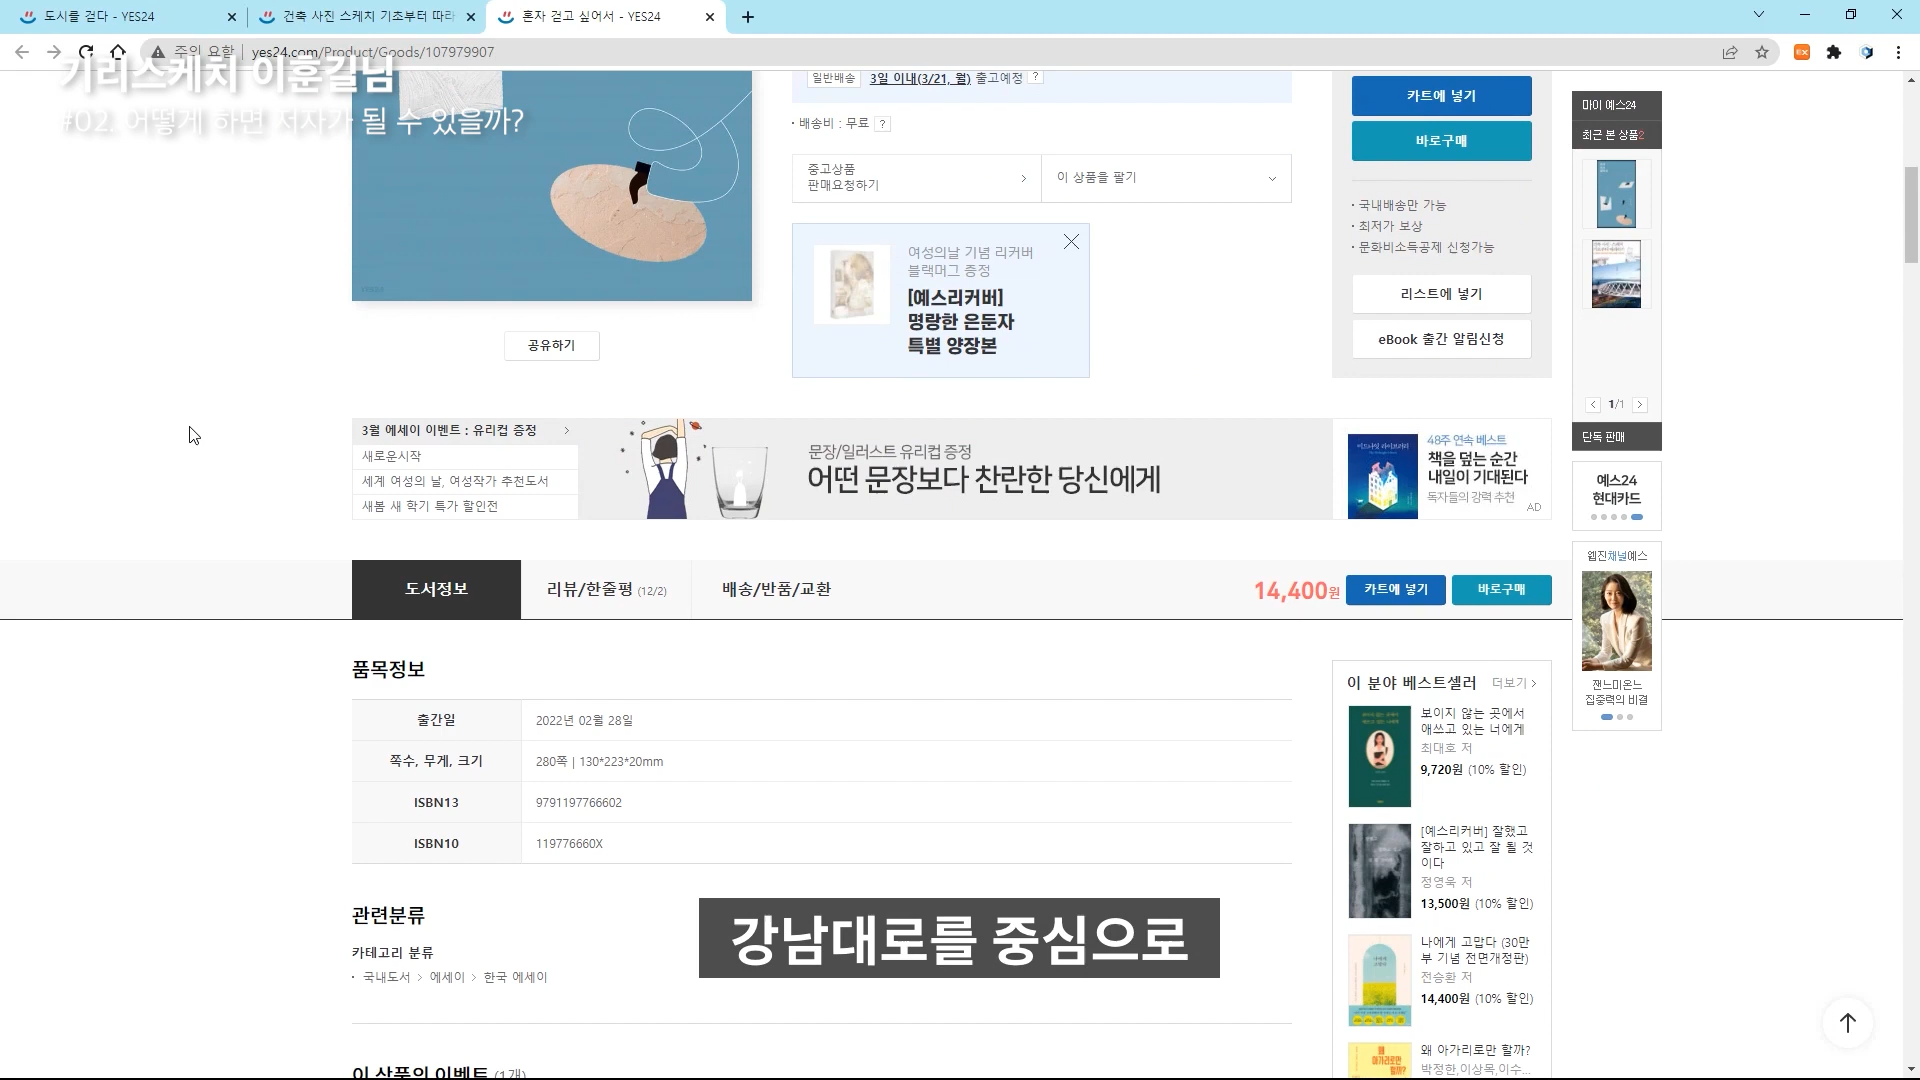 도시를 걷다 - YES24
건축 사진 스케치 기초부터 따라
혼자 걷고 싶어서 - YES24
주의 요함
yes24.com/Product/Goods/107979907
기리스케치 이훈길님
#02. 어떻게 하면 저자가 될 수 있을까?
일반배송 3일 이내(3/21, 월) 출고예정 ?
· 배송비 : 무료 ?
중고상품
판매요청하기
이 상품을 팔기
여성의날 기념 리커버
블랙머그 증정
[예스리커버]
명랑한 은둔자
특별 양장본
공유하기
카트에 넣기
바로구매
· 국내배송만 가능
· 최저가 보상
· 문화비소득공제 신청가능
리스트에 넣기
eBook 출간 알림신청
마이 예스24
최근 본 상품2
1/1
단독 판매
예스24
현대카드
웹진채널예스
잰느미온느
집중력의 비결
3월 에세이 이벤트 : 유리컵 증정
새로운시작
세계 여성의 날, 여성작가 추천도서
새봄 새 학기 특가 할인전
문장/일러스트 유리컵 증정
어떤 문장보다 찬란한 당신에게
48주 연속 베스트
책을 덮는 순간
내일이 기대된다
독자들의 강력 추천
AD
도서정보
리뷰/한줄평 (12/2)
배송/반품/교환
14,400원
카트에 넣기
바로구매
품목정보
출간일 2022년 02월 28일
쪽수, 무게, 크기 280쪽 | 130*223*20mm
ISBN13 9791197766602
ISBN10 119776660X
관련분류
카테고리 분류
· 국내도서 > 에세이 > 한국 에세이
강남대로를 중심으로
이 상품의 이벤트 (1개)
이 분야 베스트셀러 더보기
보이지 않는 곳에서
애쓰고 있는 너에게
최대호 저
9,720원 (10% 할인)
[예스리커버] 잘했고
잘하고 있고 잘 될 것
이다
정영욱 저
13,500원 (10% 할인)
나에게 고맙다 (30만
부 기념 전면개정판)
전승환 저
14,400원 (10% 할인)
왜 아가리로만 할까?
박정한,이상목,이수...